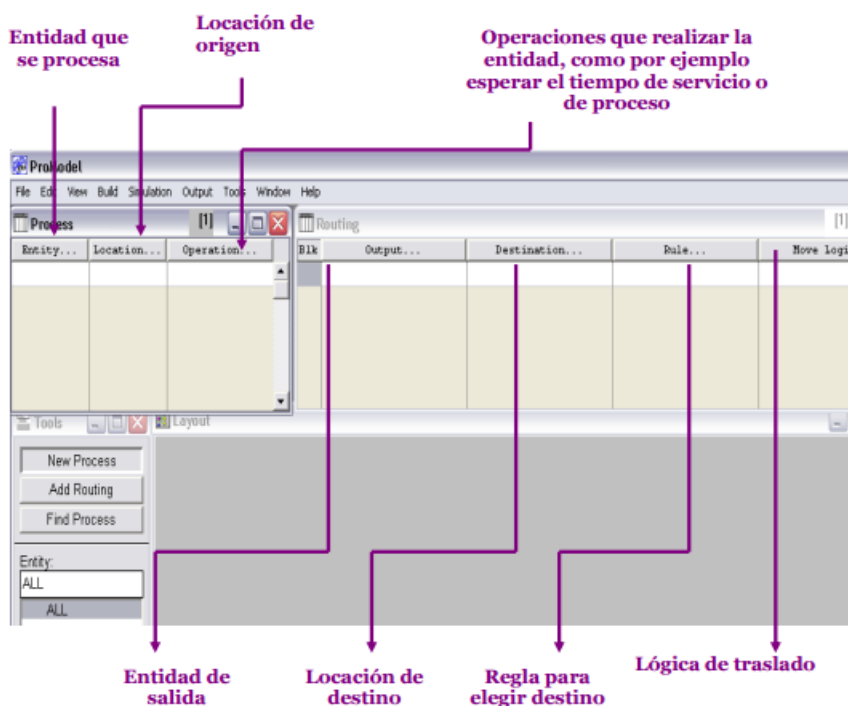 Entidad que
se procesa
Locación de
origen
Operaciones que realizar la
entidad, como por ejemplo
esperar el tiempo de servicio o
de proceso
ProModel
File Edit View Build Simulation Output Tools Window Help
Process [1]
Routing [1]
Entity... Location... Operation...
Blk Output... Destination... Rule... Move Logi
Tools
Layout
New Process
Add Routing
Find Process
Entity:
ALL
ALL
Entidad de
salida
Locación de
destino
Regla para
elegir destino
Lógica de traslado